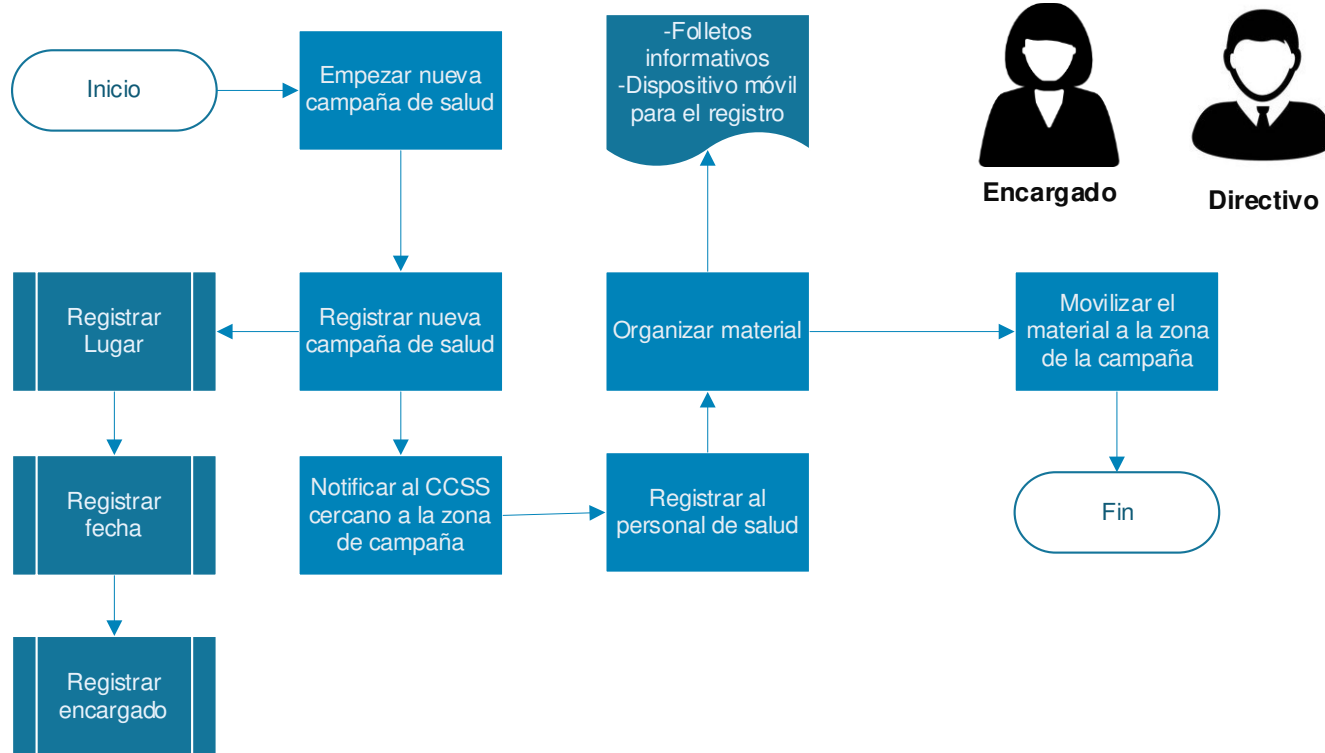 Inicio
Empezar nueva
campaña de salud
-Folletos
informativos
-Dispositivo móvil
para el registro
Encargado
Directivo
Registrar
Lugar
Registrar nueva
campaña de salud
Organizar material
Movilizar el
material a la zona
de la campaña
Registrar
fecha
Notificar al CCSS
cercano a la zona
de campaña
Registrar al
personal de salud
Fin
Registrar
encargado